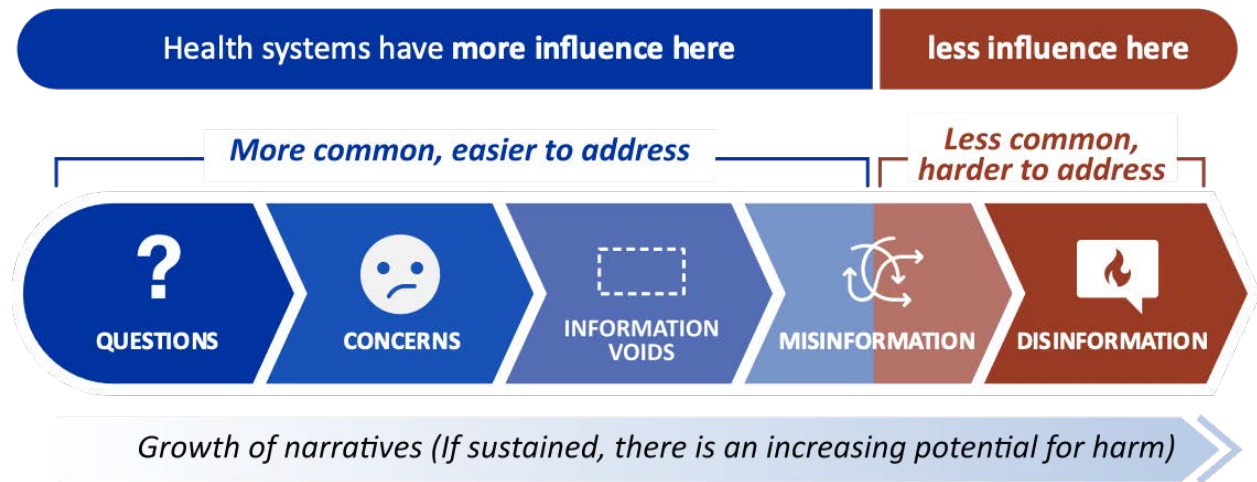 Health systems have more influence here
less influence here
More common, easier to address
Less common,
harder to address
?
QUESTIONS
CONCERNS
INFORMATION
VOIDS
MISINFORMATION
DISINFORMATION
Growth of narratives (If sustained, there is an increasing potential for harm)